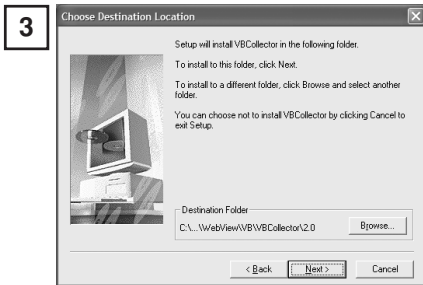 3
Choose Destination Location
Setup will install VBCollector in the following folder.
To install to this folder, click Next.
To install to a different folder, click Browse and select another
folder.
You can choose not to install VBCollector by clicking Cancel to
exit Setup.
Destination Folder
C:\...\WebView\VB\VBCollector\2.0
Browse...
< Back
Next >
Cancel